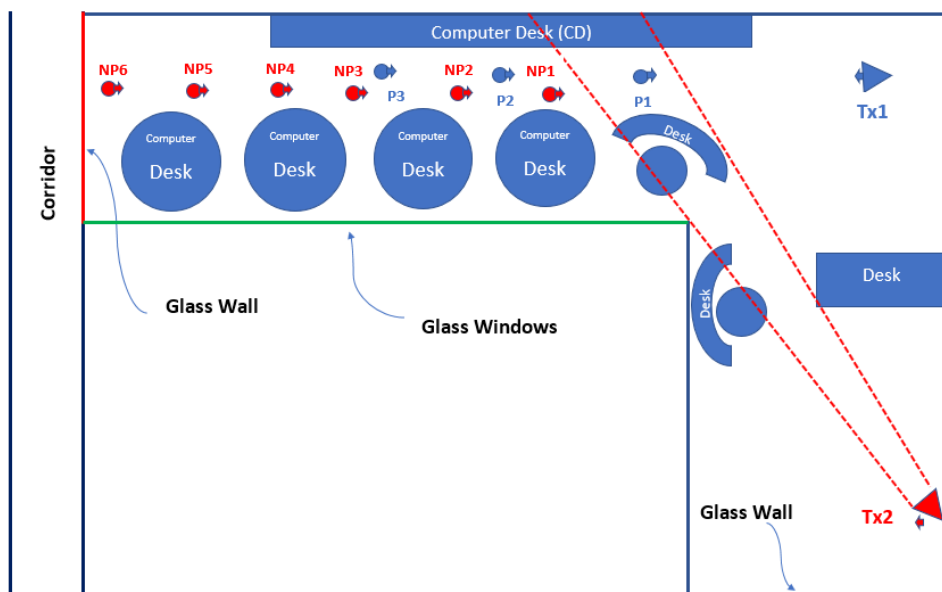 Computer Desk (CD)
NP6
NP5
NP4
NP3
P3
NP2
P2
NP1
P1
Tx1
Computer
Desk
Computer
Desk
Computer
Desk
Computer
Desk
Desk
Corridor
Glass Wall
Glass Windows
Desk
Desk
Glass Wall
Tx2